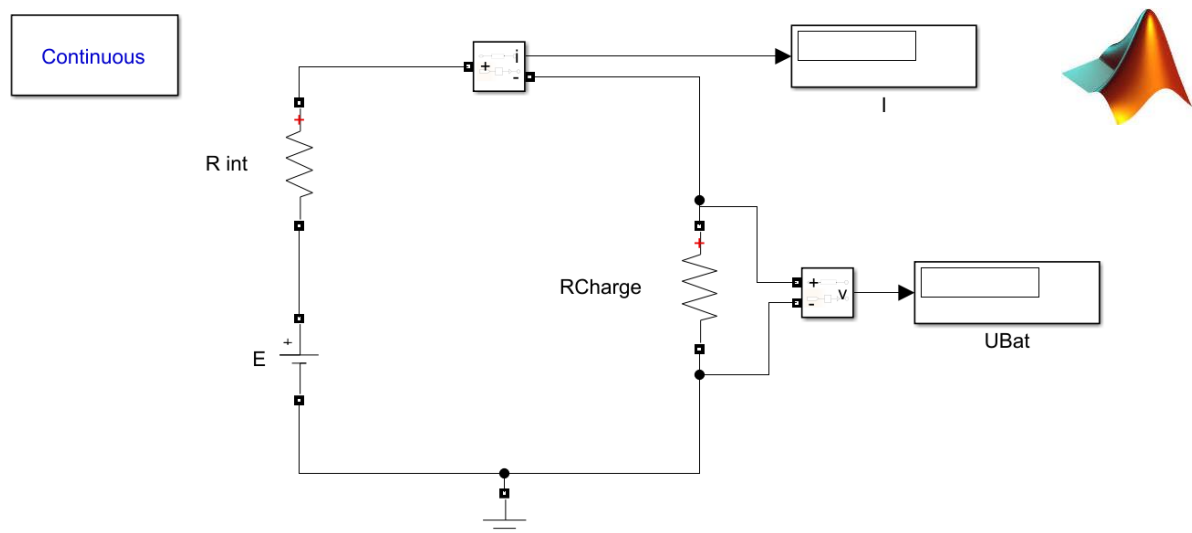 Continuous
+
i
-
I
+
R int
+
RCharge
+
v
-
UBat
+
E